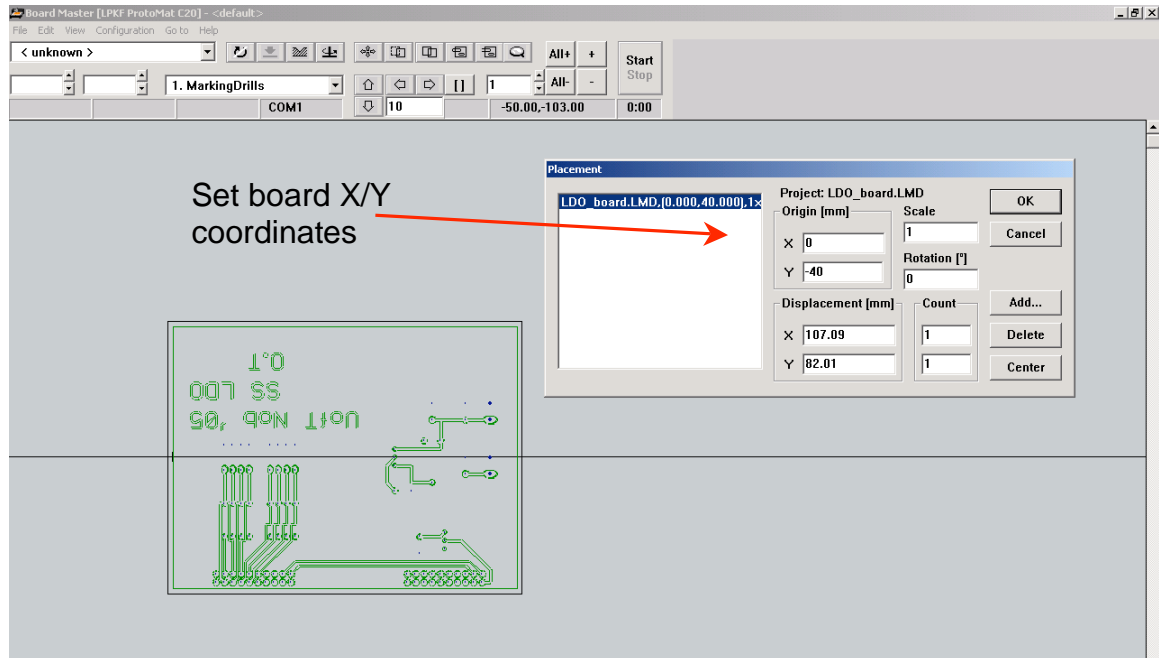 Board Master [LPKF ProtoMat C20] - <default>
File Edit View Configuration Go to Help
< unknown >
All+ +
Start
Stop
1. MarkingDrills
[ ]
1
All- -
COM1
10
-50.00,-103.00
0:00
Set board X/Y
coordinates
Placement
LDO_board.LMD,(0.000,40.000),1x
Project: LDO_board.LMD
Origin [mm]
X 0
Y -40
Scale
1
Rotation [°]
0
Displacement [mm]
X 107.09
Y 82.01
Count
1
1
OK
Cancel
Add...
Delete
Center
O.T
SS LDO